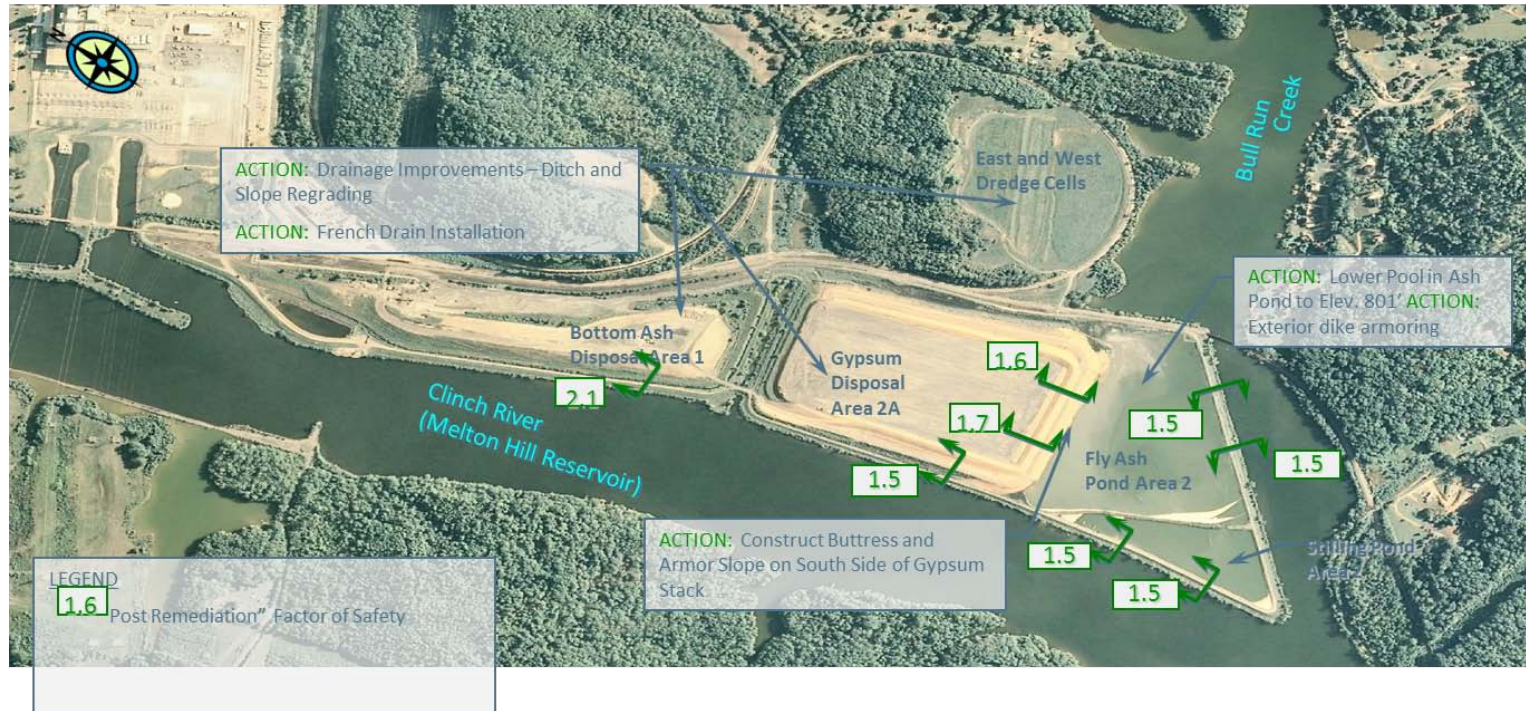 N
Bull Run
Creek
ACTION: Drainage Improvements – Ditch and
Slope Regrading
ACTION: French Drain Installation
East and West
Dredge Cells
ACTION: Lower Pool in Ash
Pond to Elev. 801' ACTION:
Exterior dike armoring
Bottom Ash
Disposal Area 1
2.1
Clinch River
(Melton Hill Reservoir)
Gypsum
Disposal
Area 2A
1.6
1.7
1.5
1.5
1.5
Fly Ash
Pond Area 2
ACTION: Construct Buttress and
Armor Slope on South Side of Gypsum
Stack
1.5
1.5
Stilling Pond
Area
LEGEND
1.6
Post Remediation” Factor of Safety